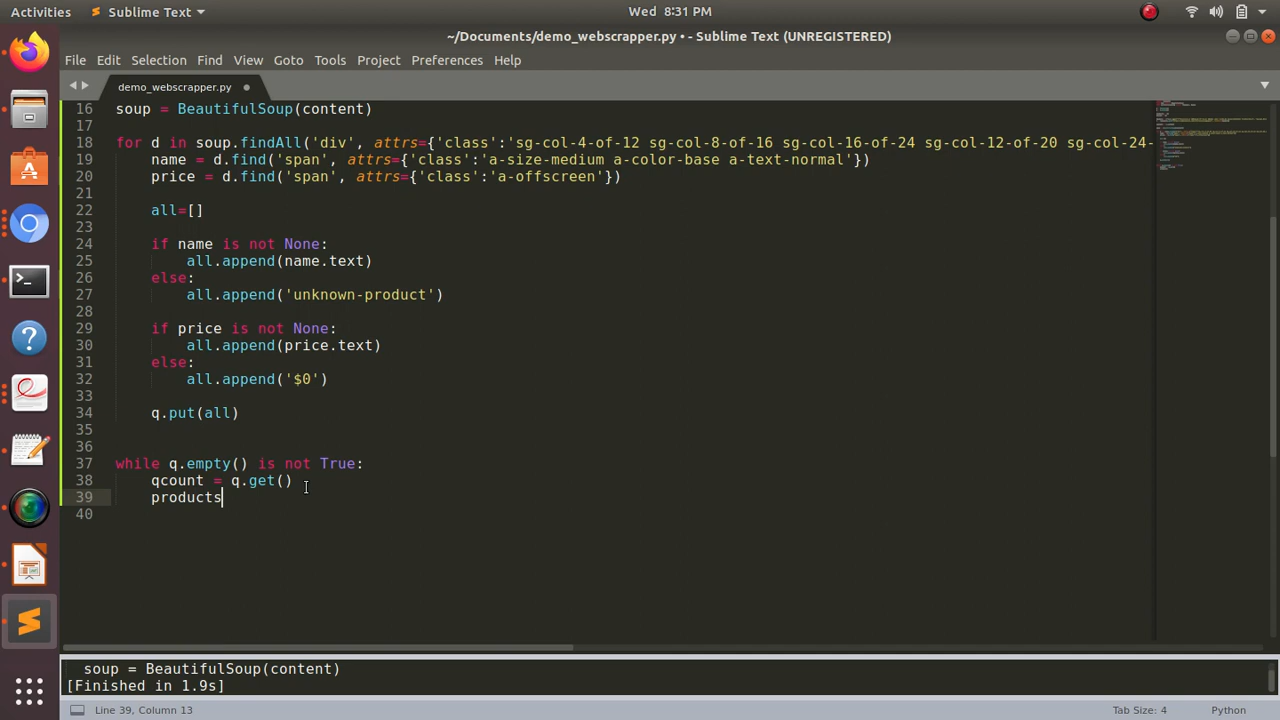 Activities
Sublime Text
Wed 8:31 PM
~/Documents/demo_webscrapper.py • - Sublime Text (UNREGISTERED)
File Edit Selection Find View Goto Tools Project Preferences Help
demo_webscrapper.py
16 soup = BeautifulSoup(content)
17
18 for d in soup.findAll('div', attrs={'class':'sg-col-4-of-12 sg-col-8-of-16 sg-col-16-of-24 sg-col-12-of-20 sg-col-24-
19 name = d.find('span', attrs={'class':'a-size-medium a-color-base a-text-normal'})
20 price = d.find('span', attrs={'class':'a-offscreen'})
21
22 all=[]
23
24 if name is not None:
25 all.append(name.text)
26 else:
27 all.append('unknown-product')
28
29 if price is not None:
30 all.append(price.text)
31 else:
32 all.append('$0')
33
34 q.put(all)
35
36
37 while q.empty() is not True:
38 qcount = q.get()
39 products
40
soup = BeautifulSoup(content)
[Finished in 1.9s]
Line 39, Column 13
Tab Size: 4
Python